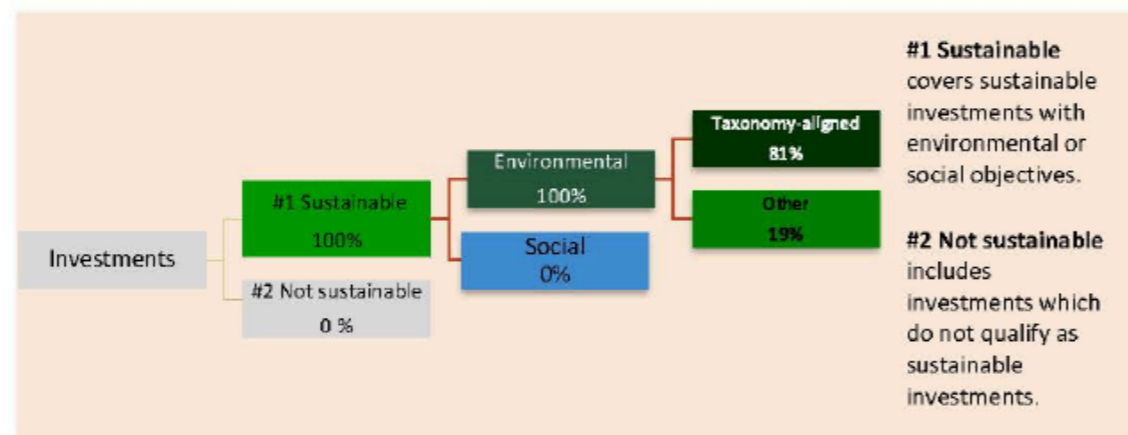 Investments
#1 Sustainable
100%
#2 Not sustainable
0 %
Environmental
100%
Social
0%
Taxonomy-aligned
81%
Other
19%
#1 Sustainable
covers sustainable
investments with
environmental or
social objectives.
#2 Not sustainable
includes
investments which
do not qualify as
sustainable
investments.